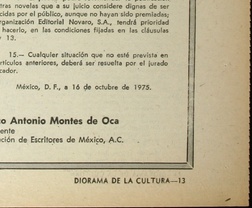 tras novelas que a su juicio considere dignas de ser
cidas por el público, aunque no hayan sido premiadas;
rganización Editorial Novaro, S.A., tendrá prioridad
hacerlo, en las condiciones fijadas en las cláusulas
13.
15.— Cualquier situación que no esté prevista en
rtículos anteriores, deberá ser resuelta por el jurado
cador.
México, D. F., a 16 de octubre de 1975.
co Antonio Montes de Oca
ente
ción de Escritores de México, A.C.
DIORAMA DE LA CULTURA—13